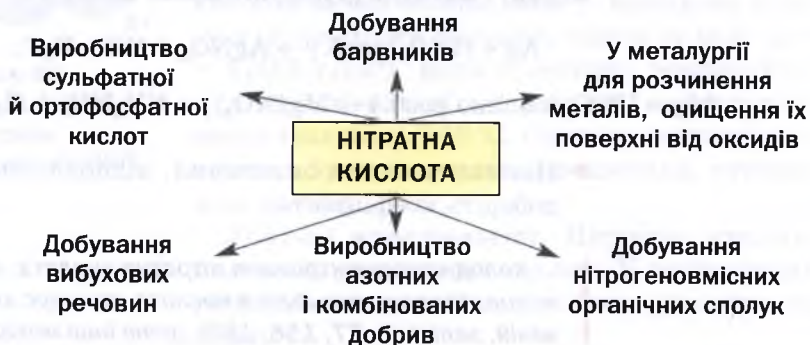 Добування
барвників
Виробництво
сульфатної
й ортофосфатної
кислот
У металургії
для розчинення
металів, очищення їх
поверхні від оксидів
НІТРАТНА
КИСЛОТА
Добування
вибухових
речовин
Виробництво
азотних
і комбінованих
добрив
Добування
нітрогеновмісних
органічних сполук